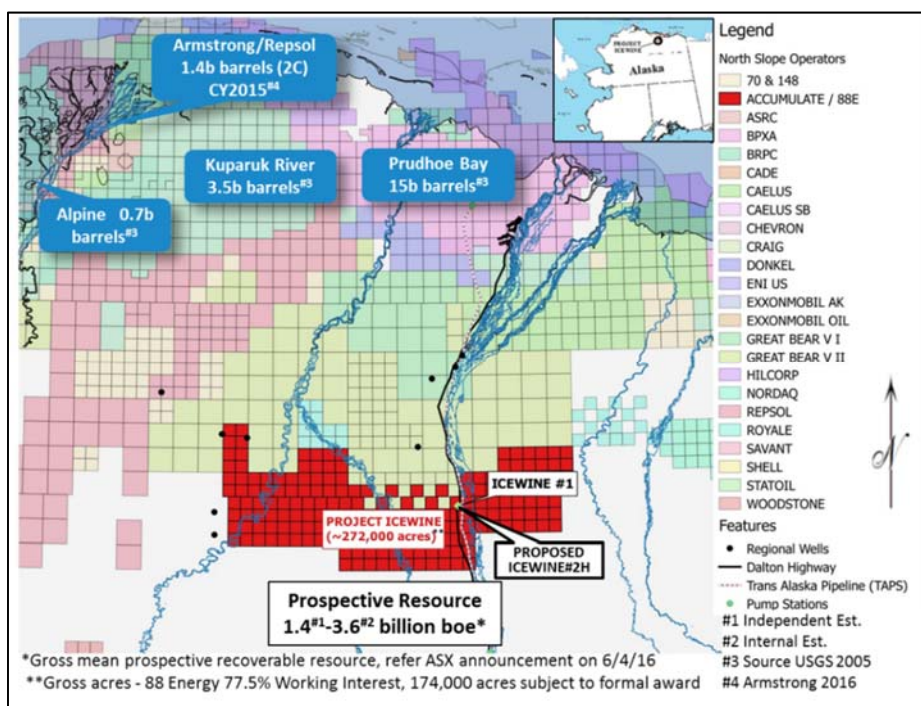 Armstrong/Repsol
1.4b barrels (2C)
CY2015#4
Kuparuk River
3.5b barrels#3
Prudhoe Bay
15b barrels#3
Alpine 0.7b
barrels#3
PROJECT
ICEWINE
Alaska
ICEWINE #1
PROJECT ICEWINE
(~272,000 acres)**
PROPOSED
ICEWINE#2H
Prospective Resource
1.4#1-3.6#2 billion boe*
*Gross mean prospective recoverable resource, refer ASX announcement on 6/4/16
**Gross acres - 88 Energy 77.5% Working Interest, 174,000 acres subject to formal award
Legend
North Slope Operators
70 & 148
ACCUMULATE / 88E
ASRC
BPXA
BRPC
CADE
CAELUS
CAELUS SB
CHEVRON
CRAIG
DONKEL
ENI US
EXXONMOBIL AK
EXXONMOBIL OIL
GREAT BEAR V I
GREAT BEAR V II
HILCORP
NORDAQ
REPSOL
ROYALE
SAVANT
SHELL
STATOIL
WOODSTONE
N
Features
Regional Wells
Dalton Highway
Trans Alaska Pipeline (TAPS)
Pump Stations
#1 Independent Est.
#2 Internal Est.
#3 Source USGS 2005
#4 Armstrong 2016